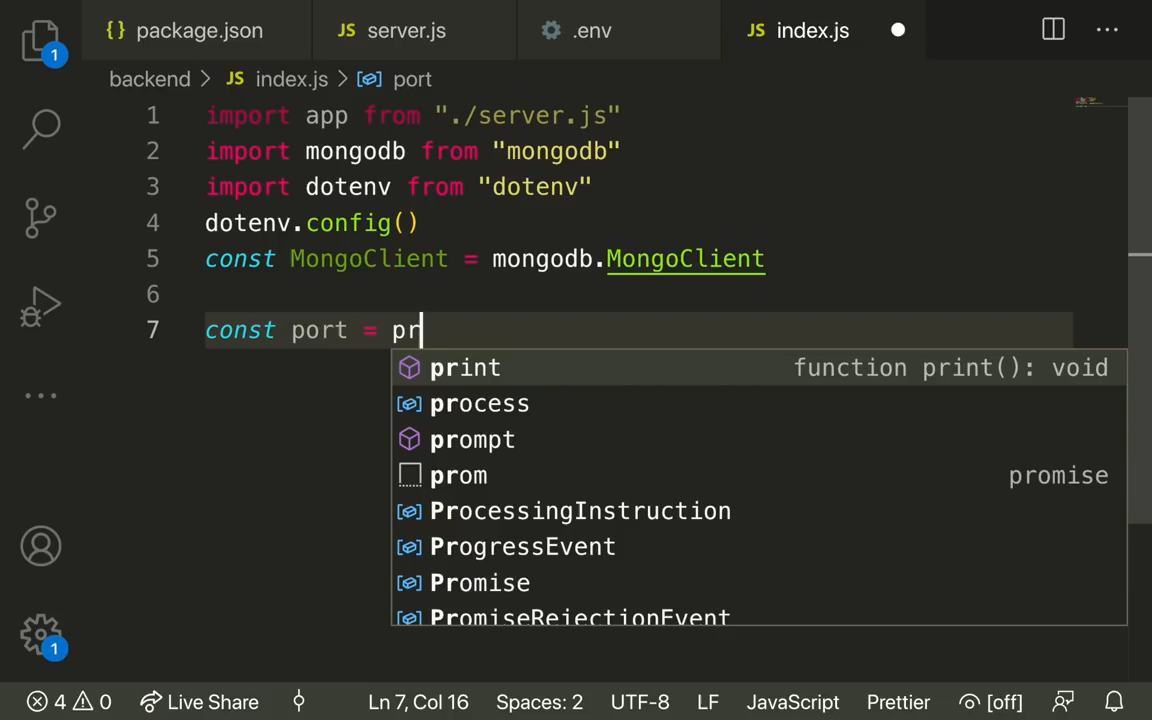 {} package.json JS server.js .env JS index.js
1
backend > JS index.js > port
1 import app from "./server.js"
2 import mongodb from "mongodb"
3 import dotenv from "dotenv"
4 dotenv.config()
5 const MongoClient = mongodb.MongoClient
6
7 const port = pr
print function print(): void
process
prompt
prom promise
ProcessingInstruction
ProgressEvent
Promise
PromiseRejectionEvent
1
4 0 Live Share Ln 7, Col 16 Spaces: 2 UTF-8 LF JavaScript Prettier [off]